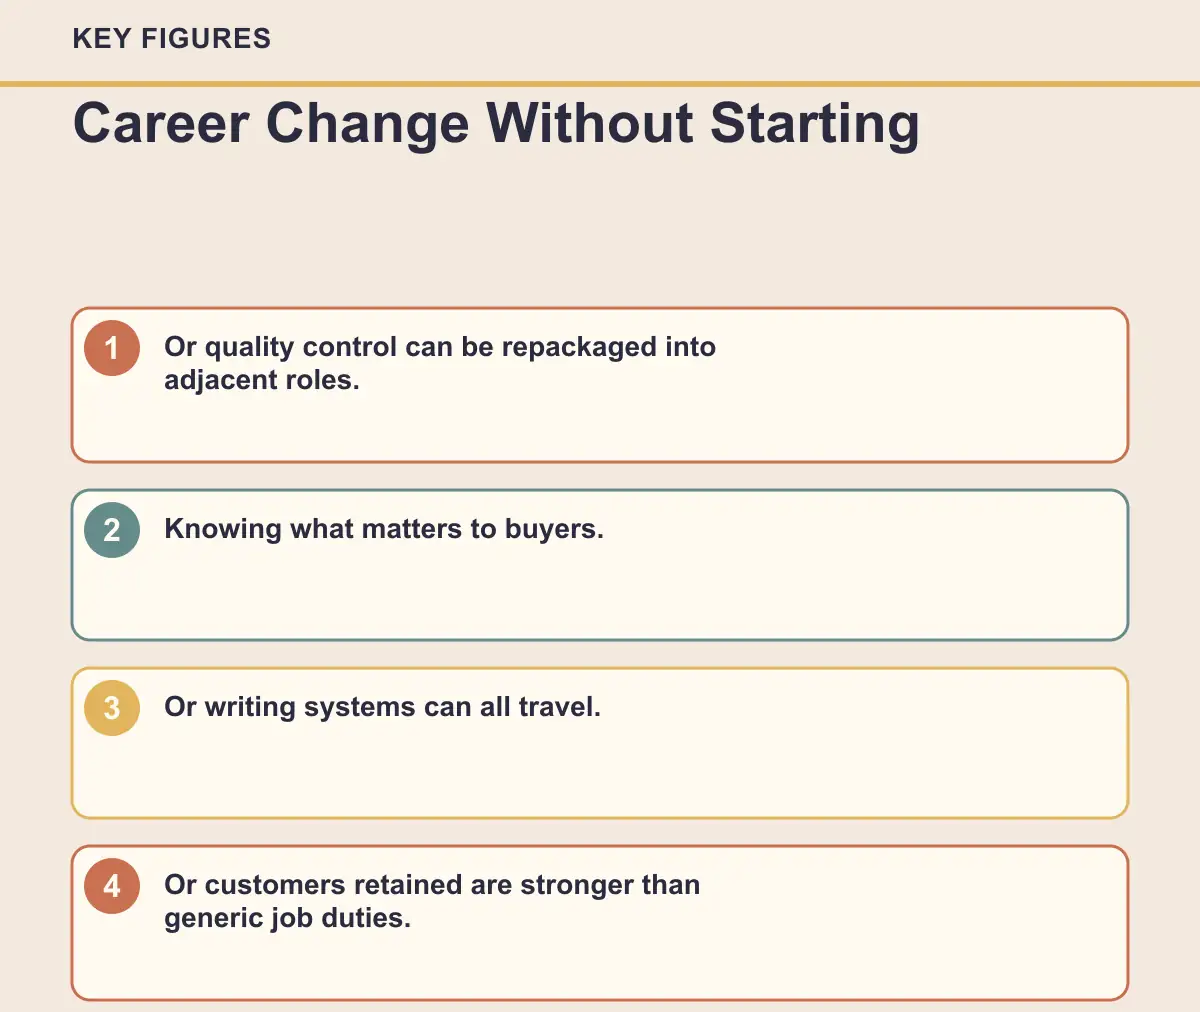 KEY FIGURES
Career Change Without Starting
1
Or quality control can be repackaged into
adjacent roles.
2
Knowing what matters to buyers.
3
Or writing systems can all travel.
4
Or customers retained are stronger than
generic job duties.